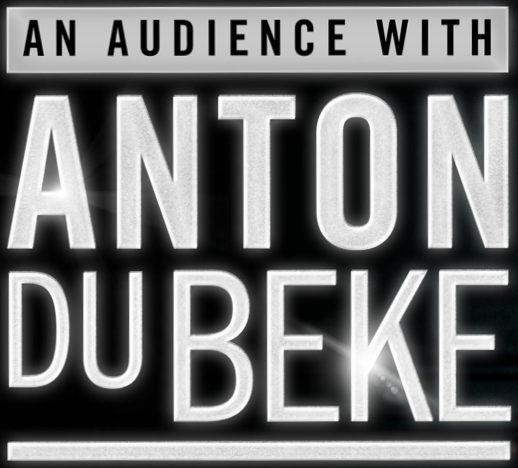 AN AUDIENCE WITH
ANTON
DU BEKE